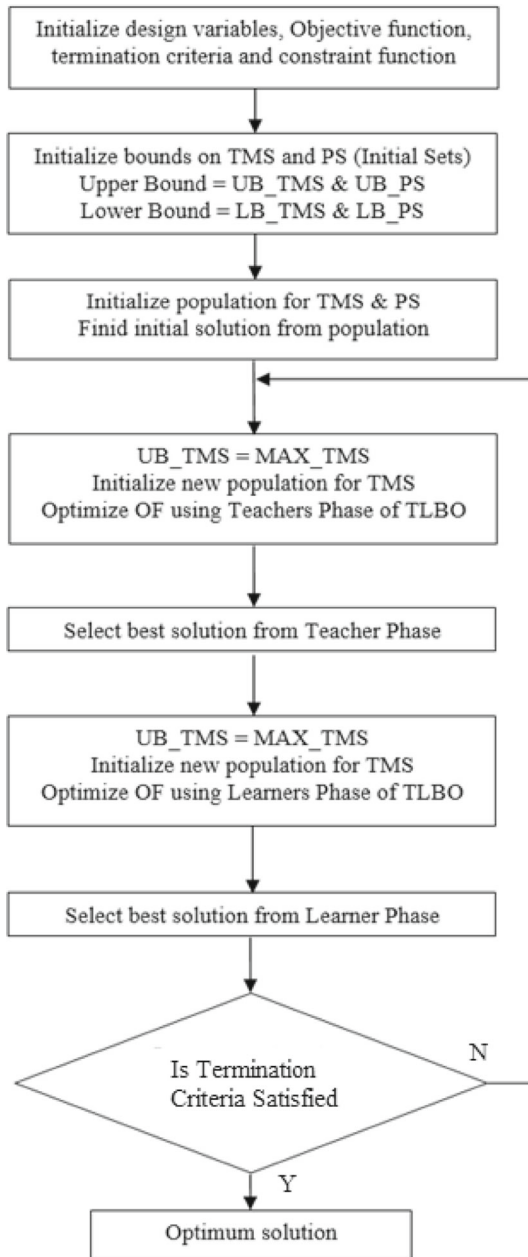 Initialize design variables, Objective function,
termination criteria and constraint function
Initialize bounds on TMS and PS (Initial Sets)
Upper Bound = UB_TMS & UB_PS
Lower Bound = LB_TMS & LB_PS
Initialize population for TMS & PS
Finid initial solution from population
UB_TMS = MAX_TMS
Initialize new population for TMS
Optimize OF using Teachers Phase of TLBO
Select best solution from Teacher Phase
UB_TMS = MAX_TMS
Initialize new population for TMS
Optimize OF using Learners Phase of TLBO
Select best solution from Learner Phase
Is Termination
Criteria Satisfied
N
Y
Optimum solution